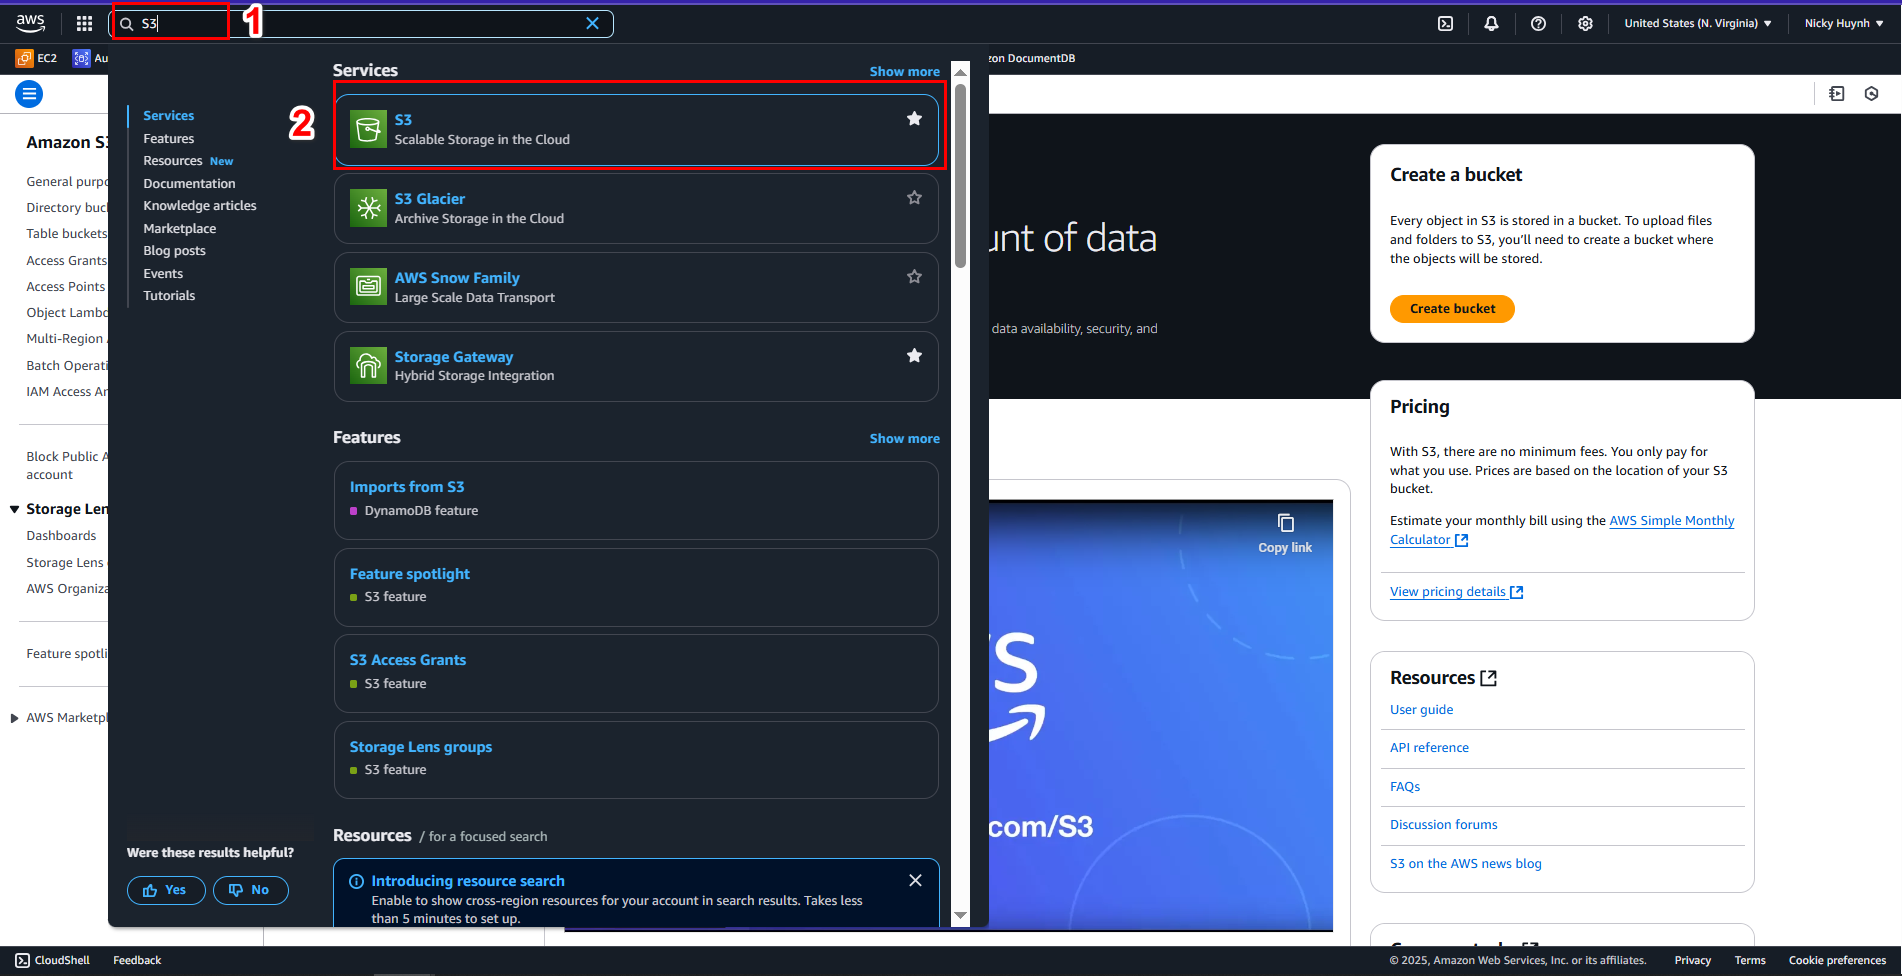 aws
S3
1
United States (N. Virginia)
Nicky Huynh
EC2
Au
zon DocumentDB
Services
Show more
Services
Features
Resources New
Documentation
Knowledge articles
Marketplace
Blog posts
Events
Tutorials
2
S3
Scalable Storage in the Cloud
S3 Glacier
Archive Storage in the Cloud
AWS Snow Family
Large Scale Data Transport
Storage Gateway
Hybrid Storage Integration
Features
Show more
Imports from S3
DynamoDB feature
Feature spotlight
S3 feature
S3 Access Grants
S3 feature
Storage Lens groups
S3 feature
Resources / for a focused search
Introducing resource search
Enable to show cross-region resources for your account in search results. Takes less
than 5 minutes to set up.
Were these results helpful?
Yes
No
Amazon S3
General purpo
Directory buc
Table buckets
Access Grants
Access Points
Object Lambd
Multi-Region
Batch Operati
IAM Access An
Block Public A
account
Storage Len
Dashboards
Storage Lens
AWS Organiza
Feature spotli
AWS Marketpl
unt of data
data availability, security, and
Copy link
ws
com/S3
Create a bucket
Every object in S3 is stored in a bucket. To upload files
and folders to S3, you'll need to create a bucket where
the objects will be stored.
Create bucket
Pricing
With S3, there are no minimum fees. You only pay for
what you use. Prices are based on the location of your S3
bucket.
Estimate your monthly bill using the AWS Simple Monthly
Calculator
View pricing details
Resources
User guide
API reference
FAQs
Discussion forums
S3 on the AWS news blog
CloudShell
Feedback
© 2025, Amazon Web Services, Inc. or its affiliates.
Privacy
Terms
Cookie preferences